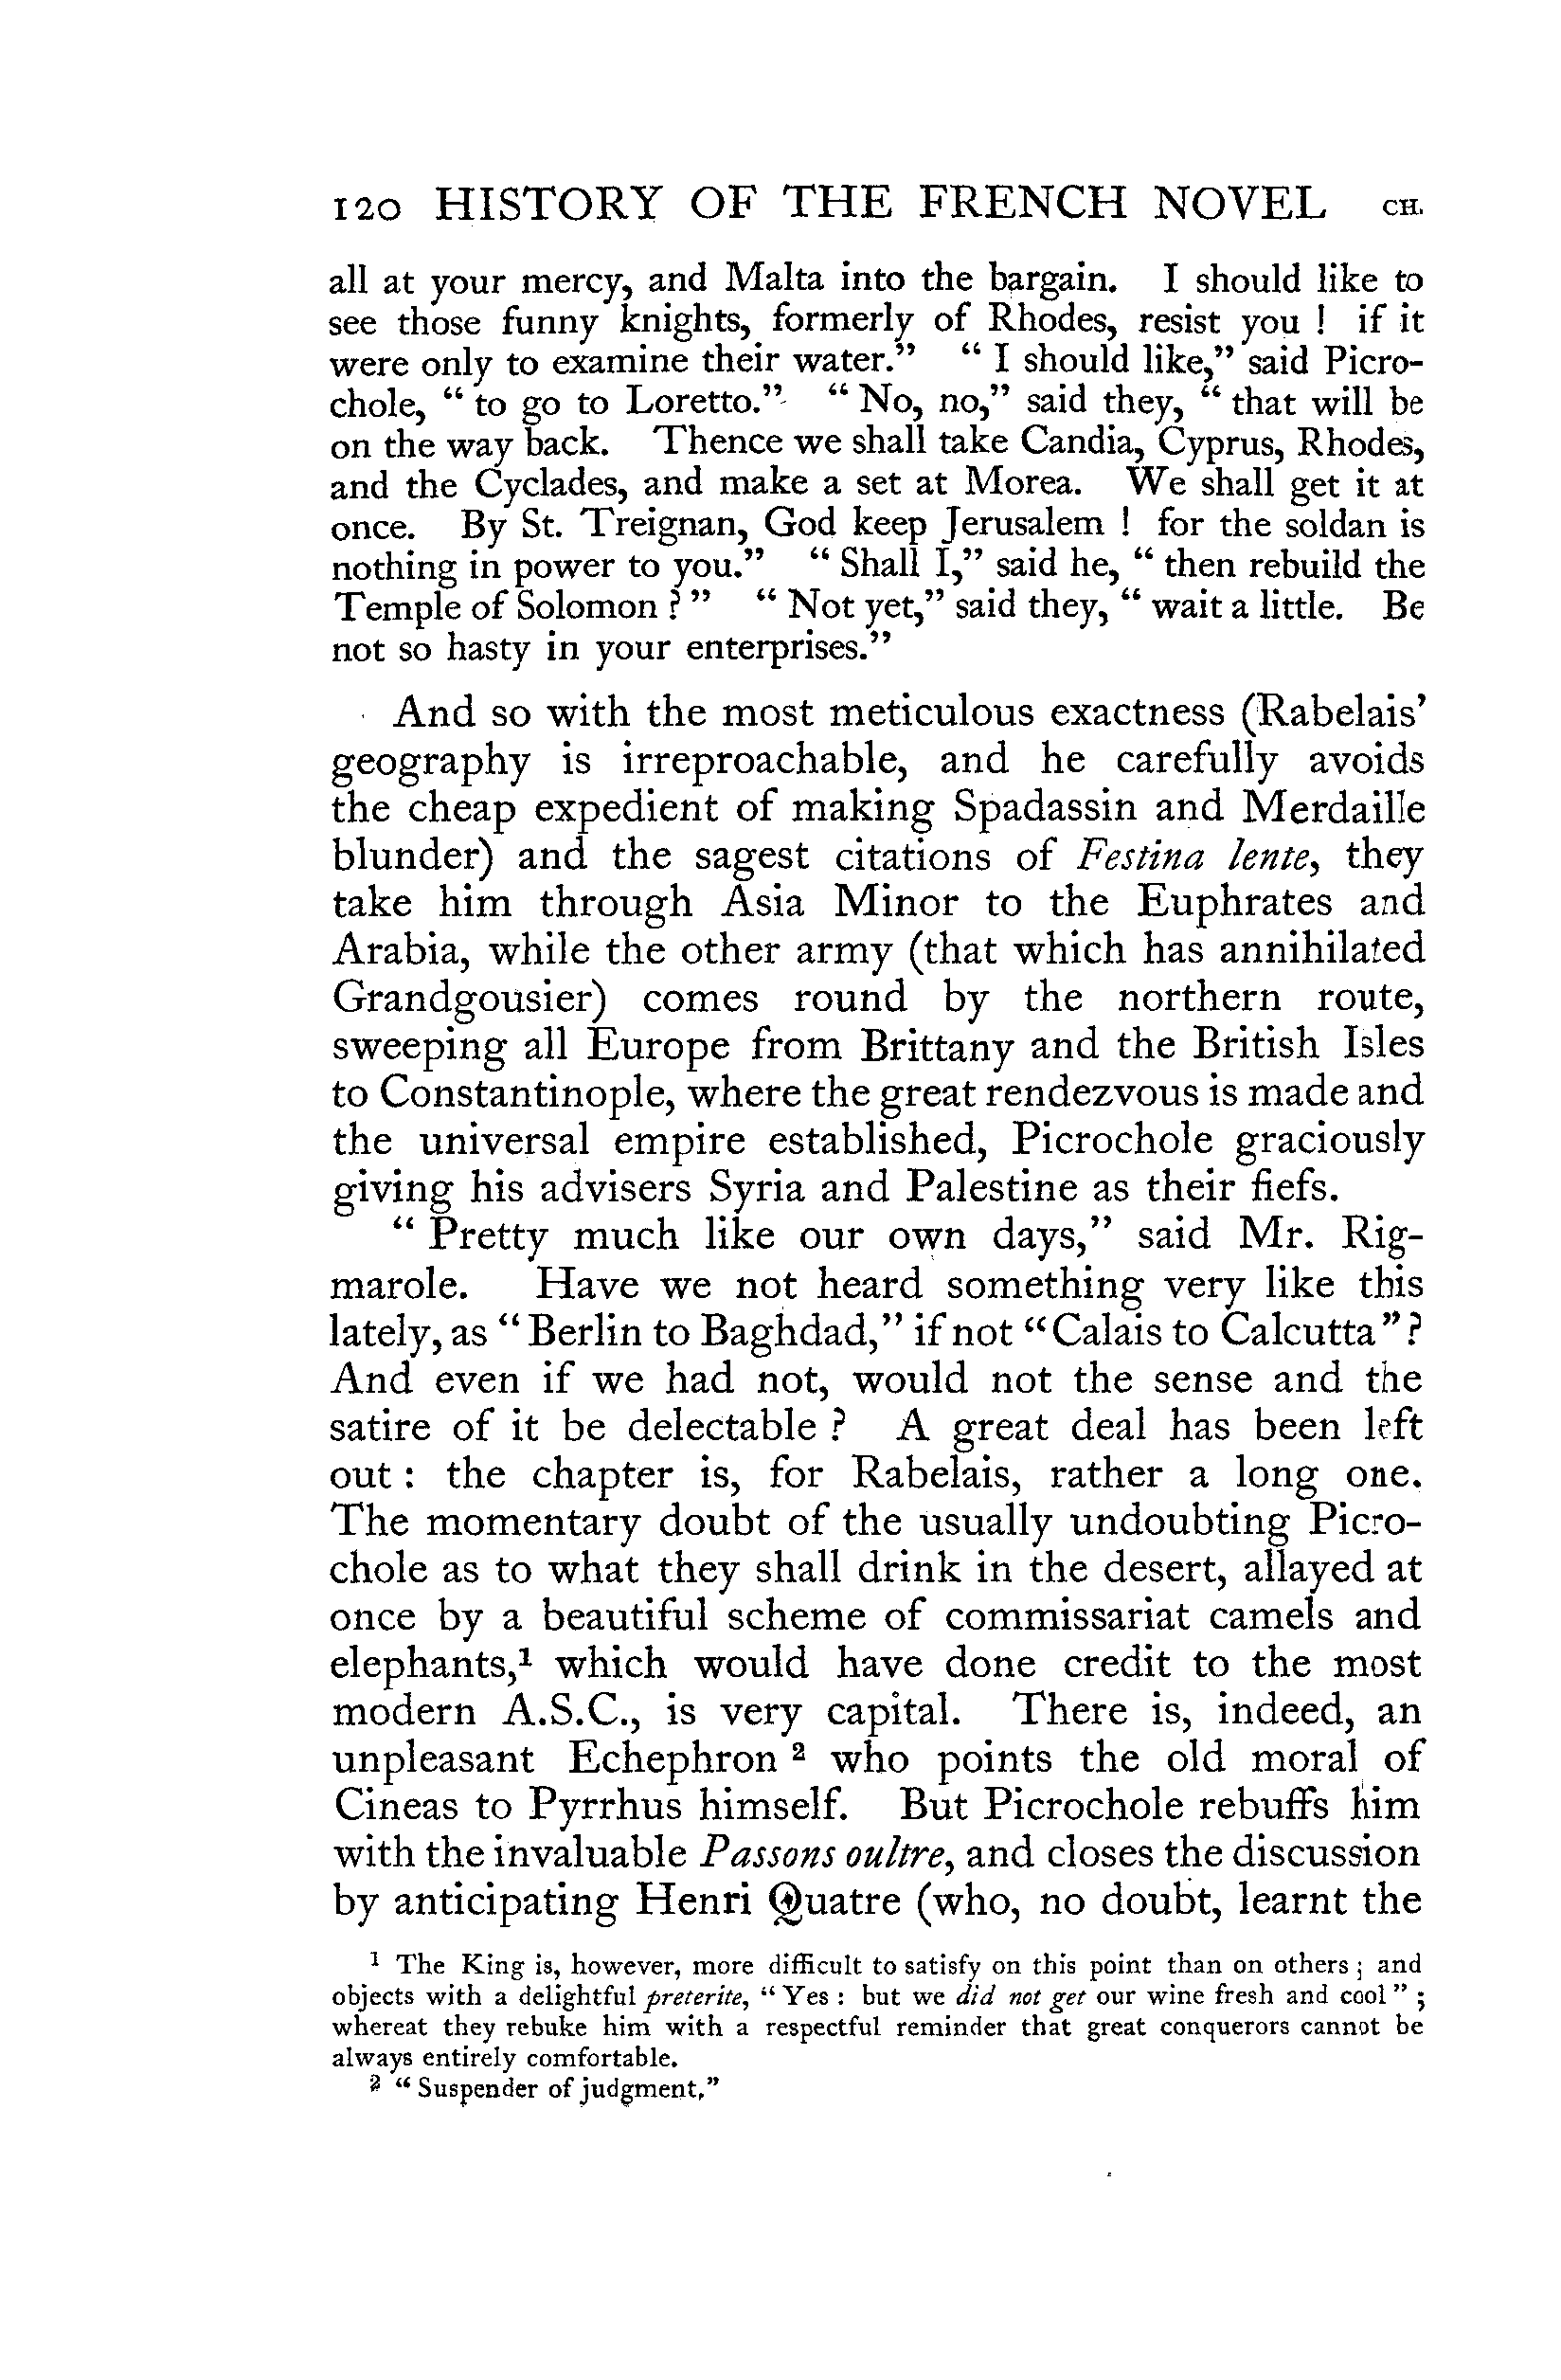 120 HISTORY OF THE FRENCH NOVEL CH.
all at your mercy, and Malta into the bargain. I should like to
see those funny knights, formerly of Rhodes, resist you ! if it
were only to examine their water." " I should like," said Picro-
chole, " to go to Loretto." " No, no," said they, " that will be
on the way back. Thence we shall take Candia, Cyprus, Rhodes,
and the Cyclades, and make a set at Morea. We shall get it at
once. By St. Treignan, God keep Jerusalem ! for the soldan is
nothing in power to you." " Shall I," said he, " then rebuild the
Temple of Solomon ? " " Not yet," said they, " wait a little. Be
not so hasty in your enterprises."
And so with the most meticulous exactness (Rabelais'
geography is irreproachable, and he carefully avoids
the cheap expedient of making Spadassin and Merdaille
blunder) and the sagest citations of Festina lente, they
take him through Asia Minor to the Euphrates and
Arabia, while the other army (that which has annihilated
Grandgousier) comes round by the northern route,
sweeping all Europe from Brittany and the British Isles
to Constantinople, where the great rendezvous is made and
the universal empire established, Picrochole graciously
giving his advisers Syria and Palestine as their fiefs.
" Pretty much like our own days," said Mr. Rig-
marole. Have we not heard something very like this
lately, as " Berlin to Baghdad," if not "Calais to Calcutta" ?
And even if we had not, would not the sense and the
satire of it be delectable ? A great deal has been left
out : the chapter is, for Rabelais, rather a long one.
The momentary doubt of the usually undoubting Picro-
chole as to what they shall drink in the desert, allayed at
once by a beautiful scheme of commissariat camels and
elephants,¹ which would have done credit to the most
modern A.S.C., is very capital. There is, indeed, an
unpleasant Echephron ² who points the old moral of
Cineas to Pyrrhus himself. But Picrochole rebuffs him
with the invaluable Passons oultre, and closes the discussion
by anticipating Henri Quatre (who, no doubt, learnt the
¹ The King is, however, more difficult to satisfy on this point than on others ; and
objects with a delightful preterite, " Yes : but we did not get our wine fresh and cool " ;
whereat they rebuke him with a respectful reminder that great conquerors cannot be
always entirely comfortable.
² " Suspender of judgment."